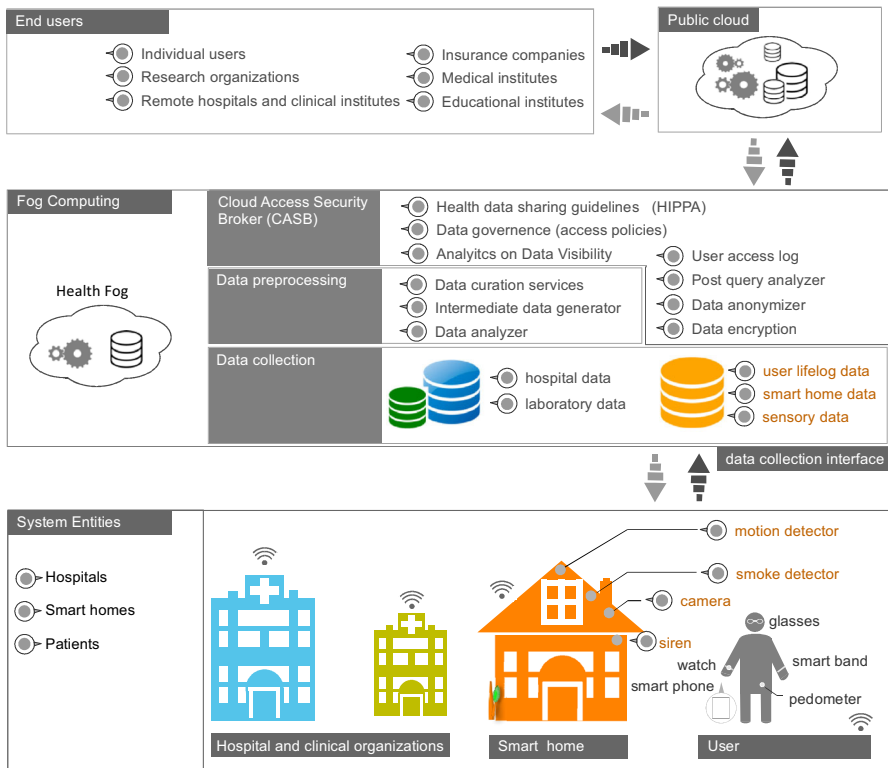 End users
Individual users
Research organizations
Remote hospitals and clinical institutes
Insurance companies
Medical institutes
Educational institutes
Public cloud
Fog Computing
Health Fog
Cloud Access Security
Broker (CASB)
Health data sharing guidelines (HIPPA)
Data governence (access policies)
Analyitcs on Data Visibility
User access log
Post query analyzer
Data anonymizer
Data encryption
Data preprocessing
Data curation services
Intermediate data generator
Data analyzer
Data collection
hospital data
laboratory data
user lifelog data
smart home data
sensory data
data collection interface
System Entities
Hospitals
Smart homes
Patients
motion detector
smoke detector
camera
siren
glasses
watch
smart band
smart phone
pedometer
Hospital and clinical organizations
Smart home
User